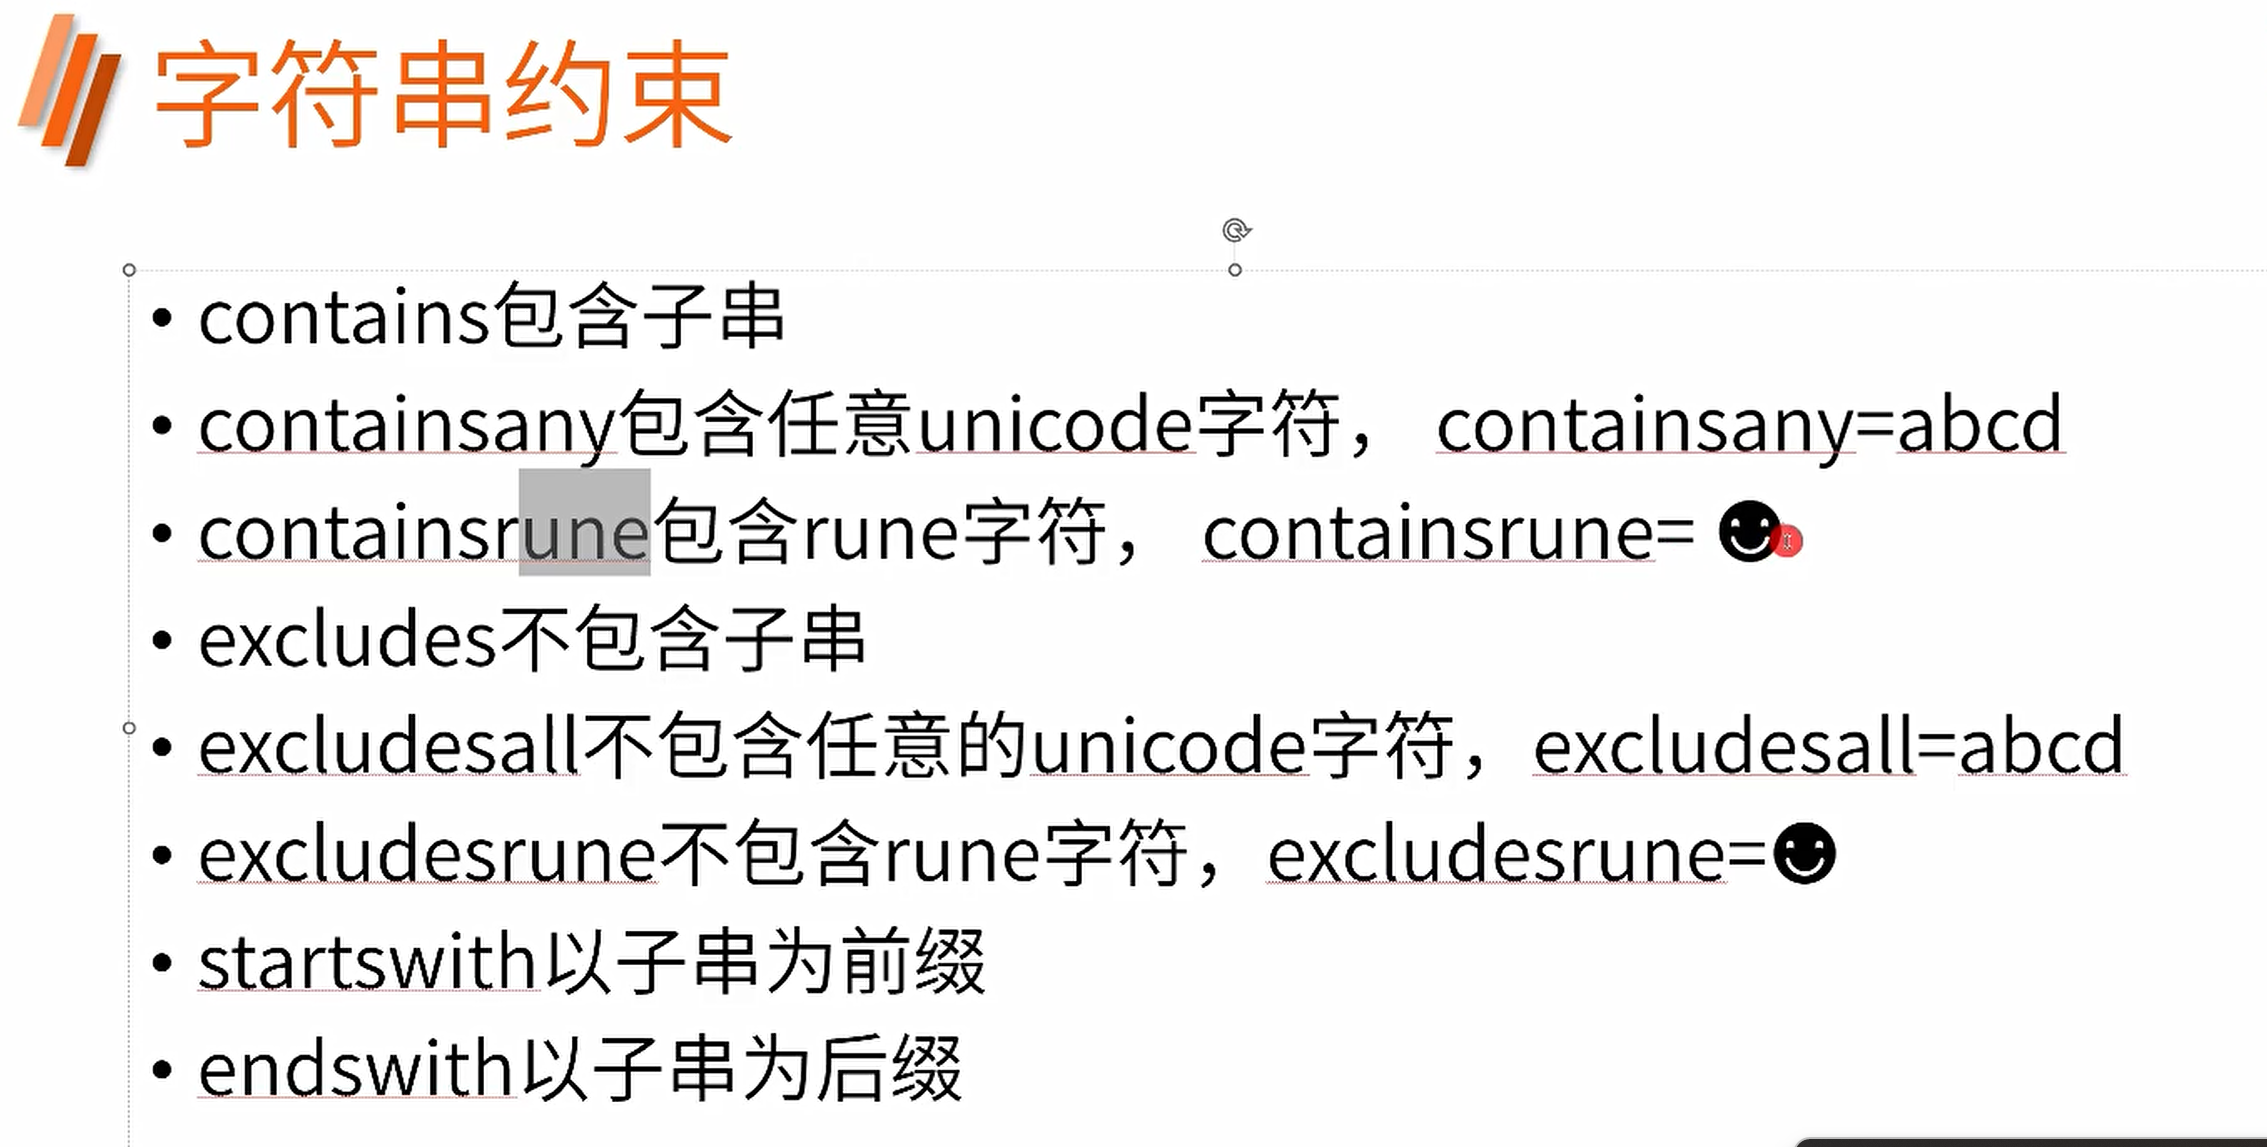 字符串约束
• contains包含子串
• containsany包含任意unicode字符， containsany=abcd
• containsrune包含rune字符， containsrune= ☻
• excludes不包含子串
• excludesall不包含任意的unicode字符，excludesall=abcd
• excludesrune不包含rune字符，excludesrune=☻
• startswith以子串为前缀
• endswith以子串为后缀